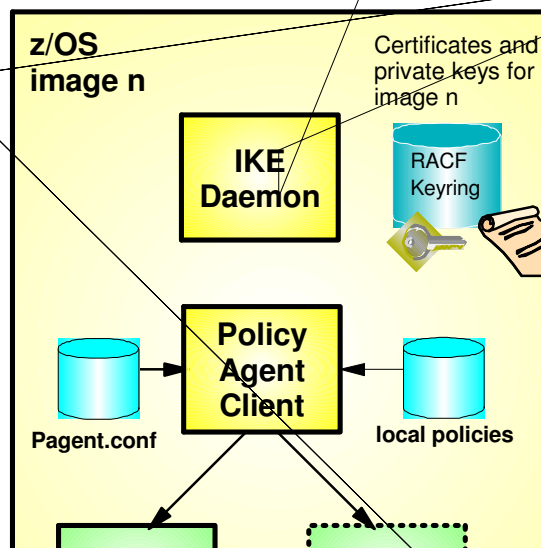 z/OS
image n
Certificates and
private keys for
image n
IKE
Daemon
RACF
Keyring
Policy
Agent
Client
Pagent.conf
local policies